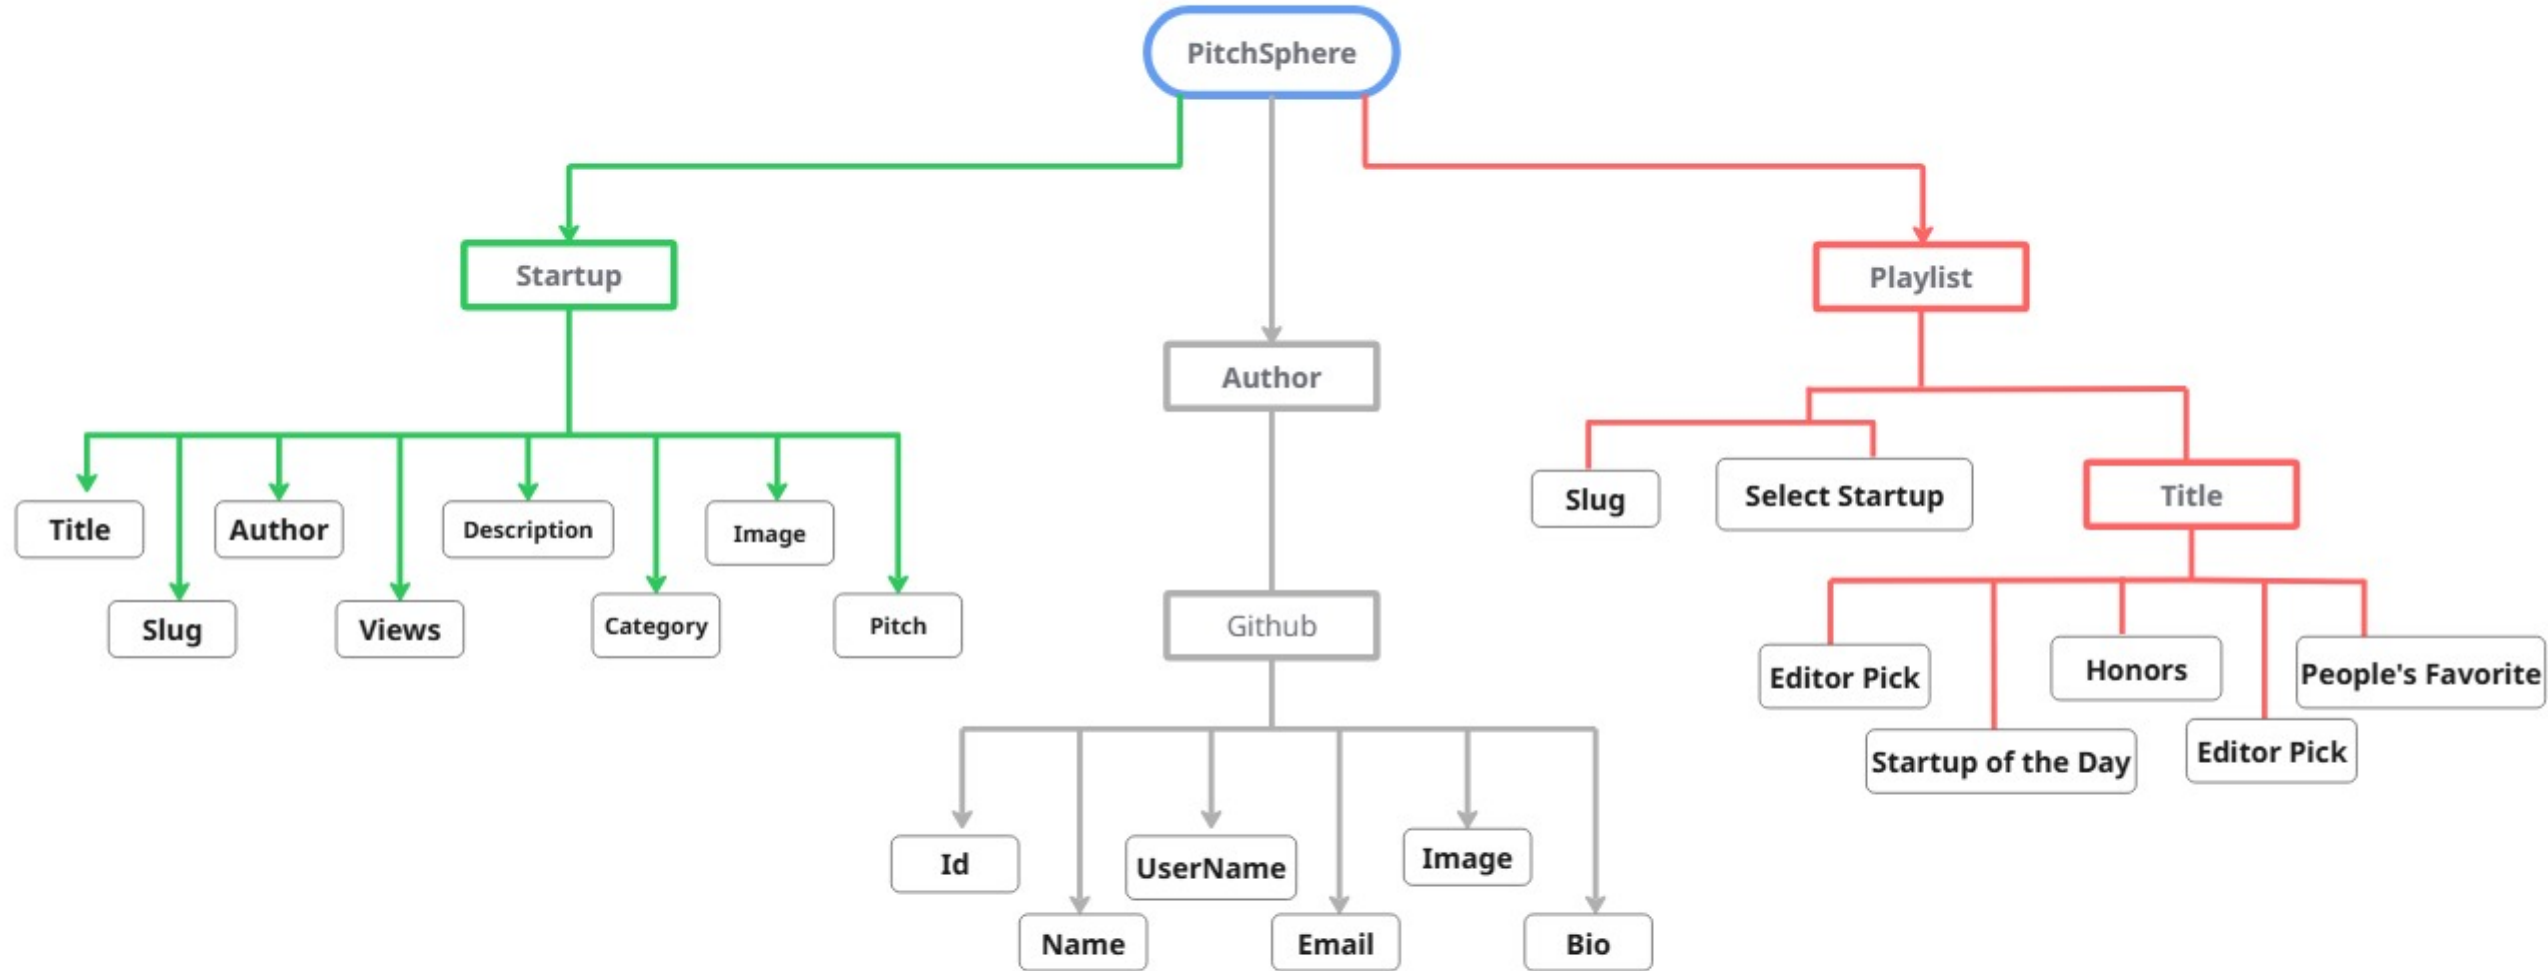 PitchSphere
Startup
Playlist
Author
Title
Author
Description
Image
Slug
Views
Category
Pitch
Github
Slug
Select Startup
Title
Editor Pick
Honors
People's Favorite
Startup of the Day
Editor Pick
Id
UserName
Image
Name
Email
Bio